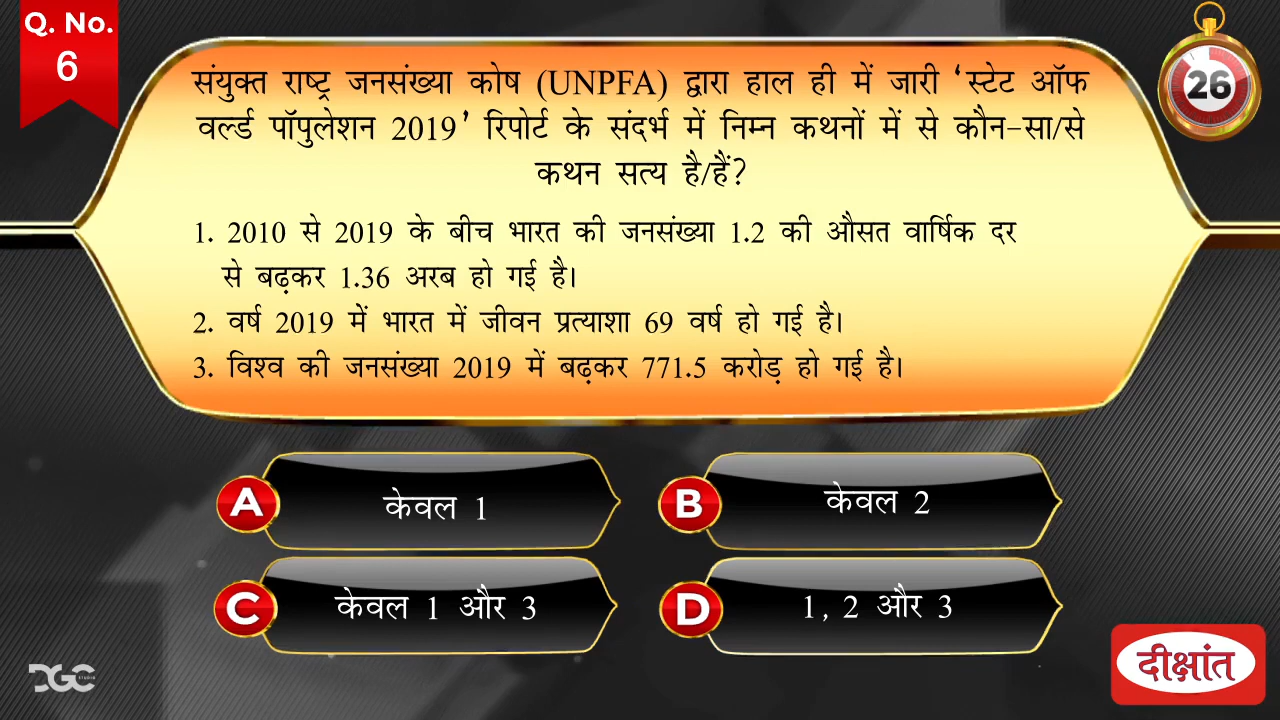 Q. No.
6
26
संयुक्त राष्ट्र जनसंख्या कोष (UNPFA) द्वारा हाल ही में जारी ‘स्टेट ऑफ
वर्ल्ड पॉपुलेशन 2019’ रिपोर्ट के संदर्भ में निम्न कथनों में से कौन-सा/से
कथन सत्य है/हैं?
1. 2010 से 2019 के बीच भारत की जनसंख्या 1.2 की औसत वार्षिक दर
से बढ़कर 1.36 अरब हो गई है।
2. वर्ष 2019 में भारत में जीवन प्रत्याशा 69 वर्ष हो गई है।
3. विश्व की जनसंख्या 2019 में बढ़कर 771.5 करोड़ हो गई है।
A केवल 1
B केवल 2
C केवल 1 और 3
D 1, 2 और 3
DGC STUDIO
दीक्षांत